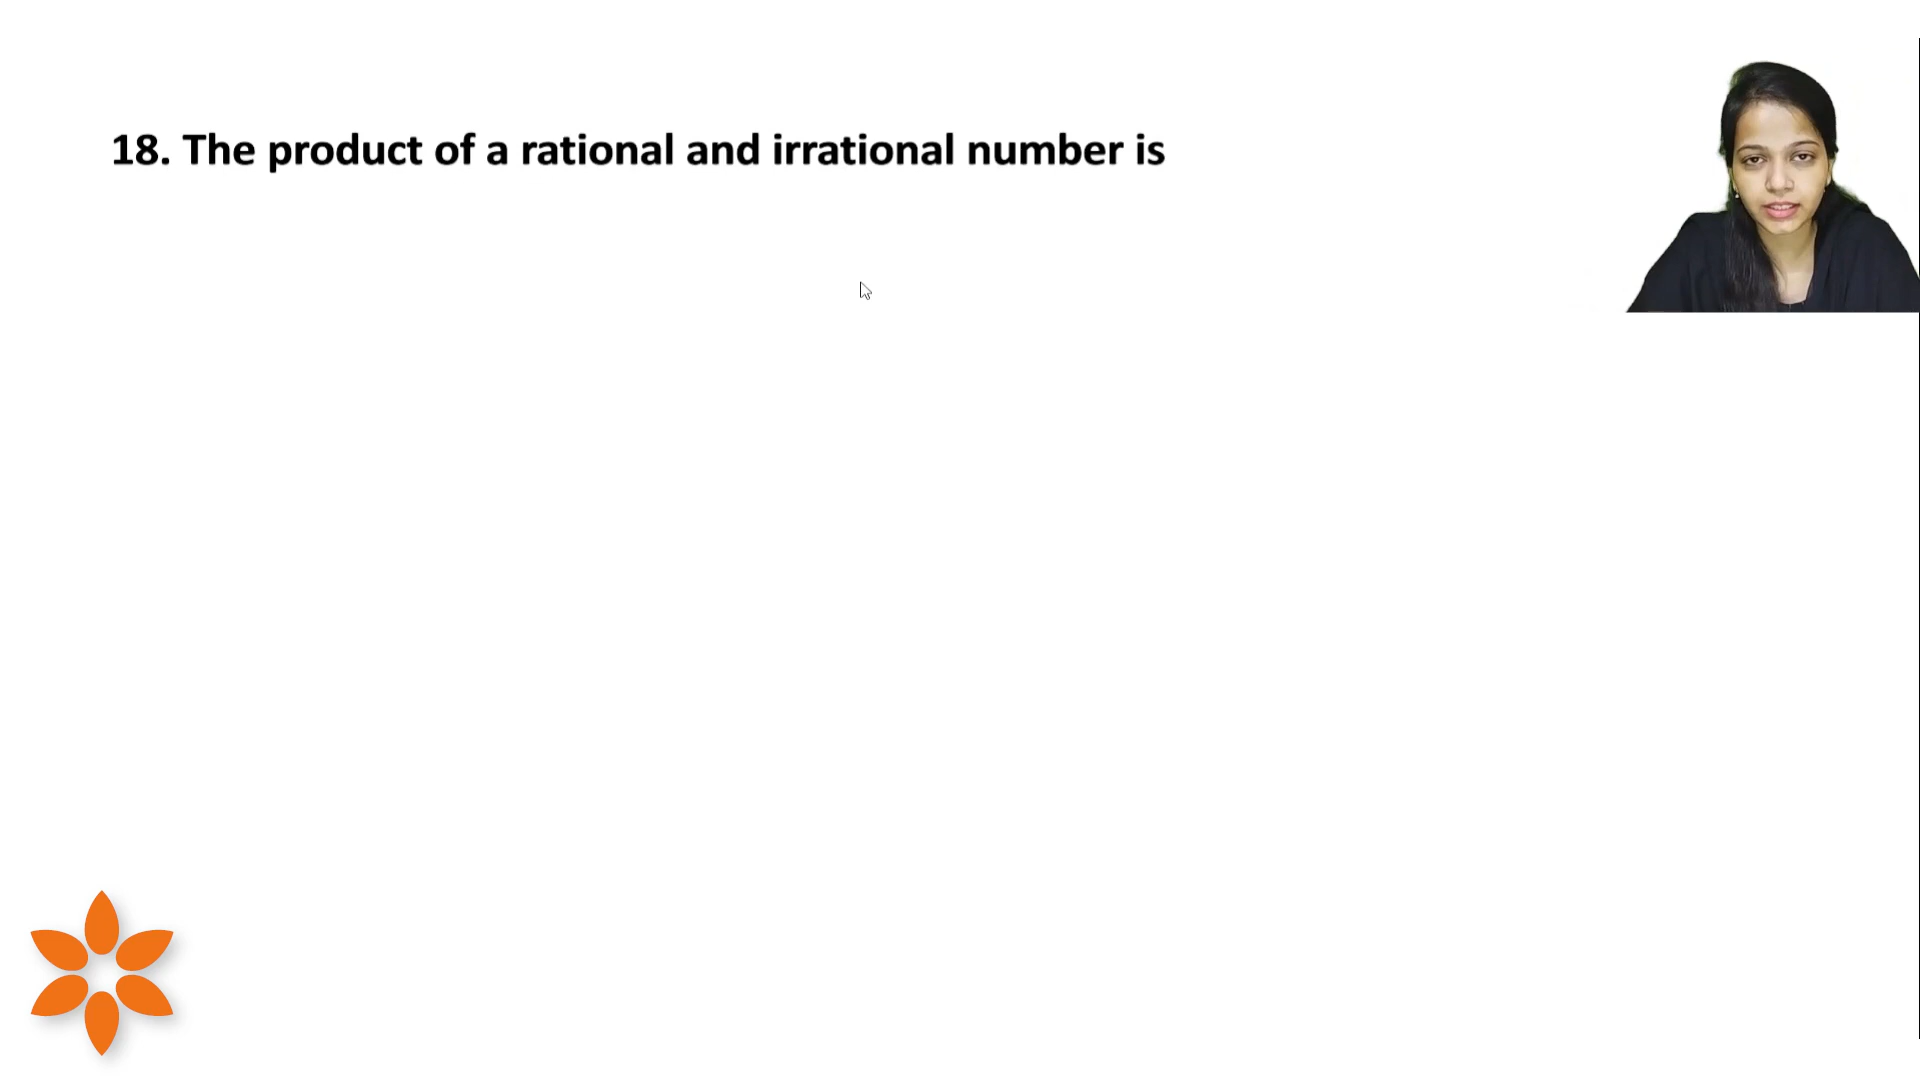 18. The product of a rational and irrational number is